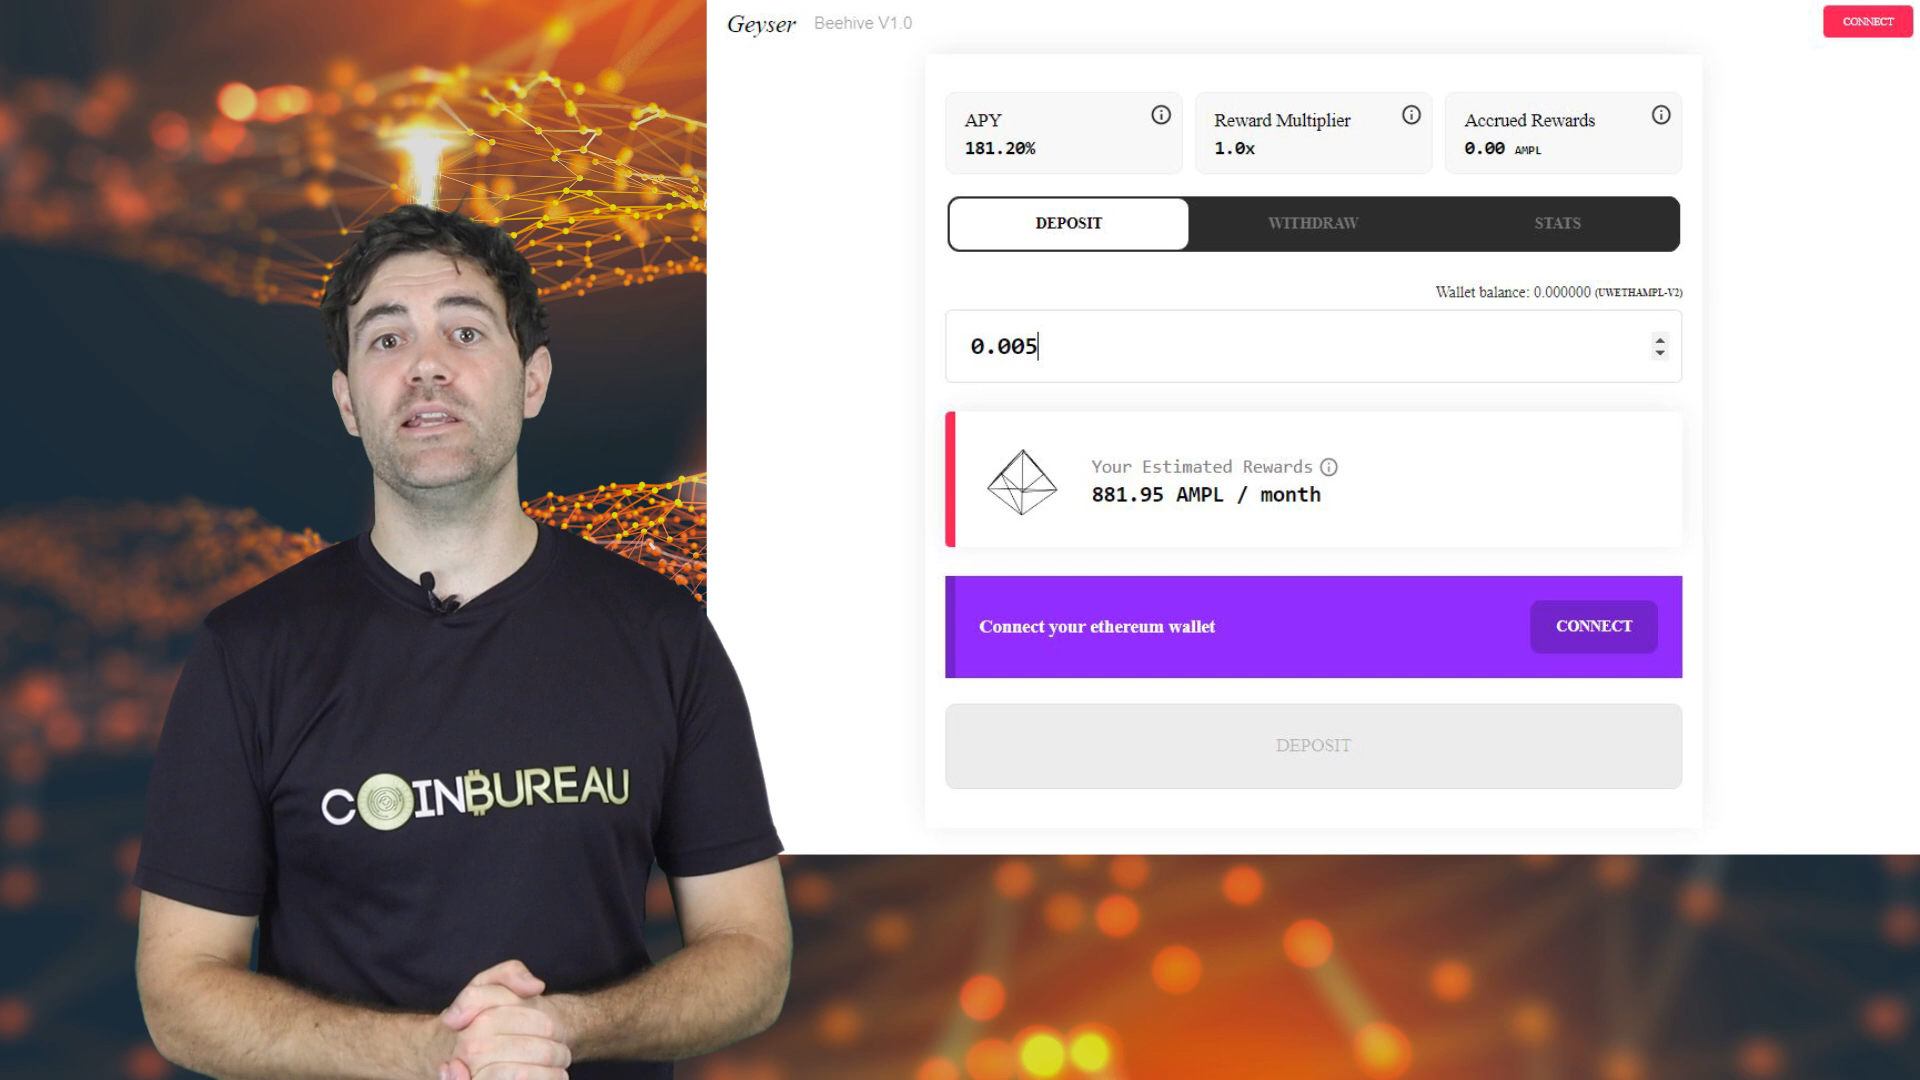 Geyser Beehive V1.0
CONNECT
APY
181.20%
Reward Multiplier
1.0x
Accrued Rewards
0.00 AMPL
DEPOSIT
WITHDRAW
STATS
Wallet balance: 0.000000 (UWETHAMPL-V2)
0.005
Your Estimated Rewards
881.95 AMPL / month
Connect your ethereum wallet
CONNECT
DEPOSIT
COINBUREAU